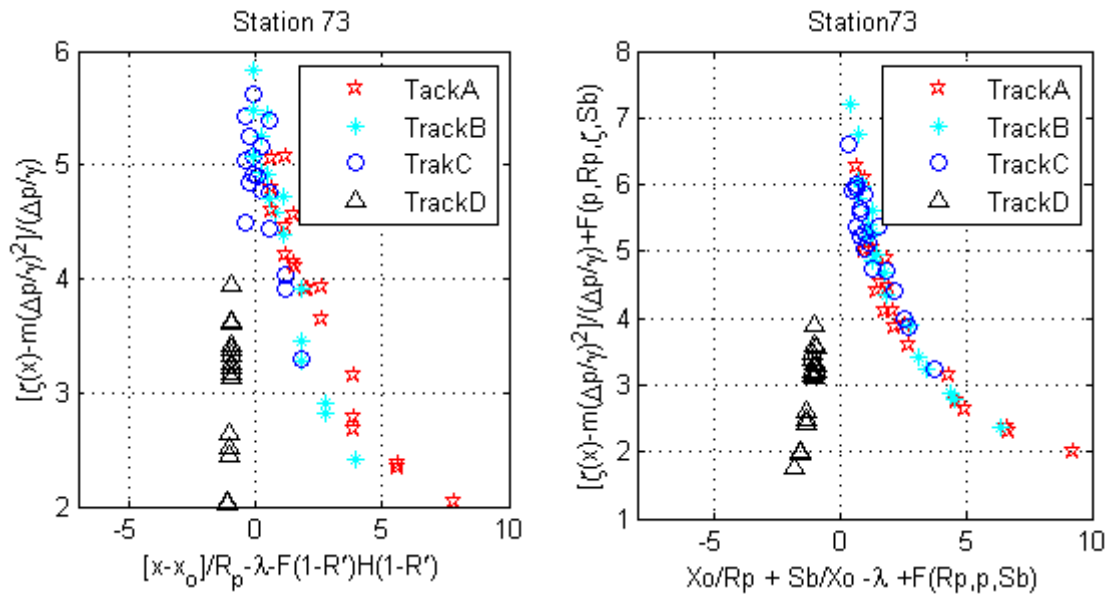 Station 73
[ζ(x)-m(Δp/γ)²]/(Δp/γ)
6
5
4
3
2
-5
0
5
10
[x-x₀]/Rₚ-λ-F(1-R')H(1-R')
TackA
TrackB
TrakC
TrackD
Station73
[ζ(x)-m(Δp/γ)²]/(Δp/γ)+F(p,Rp,ζ,Sb)
8
7
6
5
4
3
2
1
-5
0
5
10
Xo/Rp + Sb/Xo -λ +F(Rp,p,Sb)
TrackA
TrackB
TrackC
TrackD